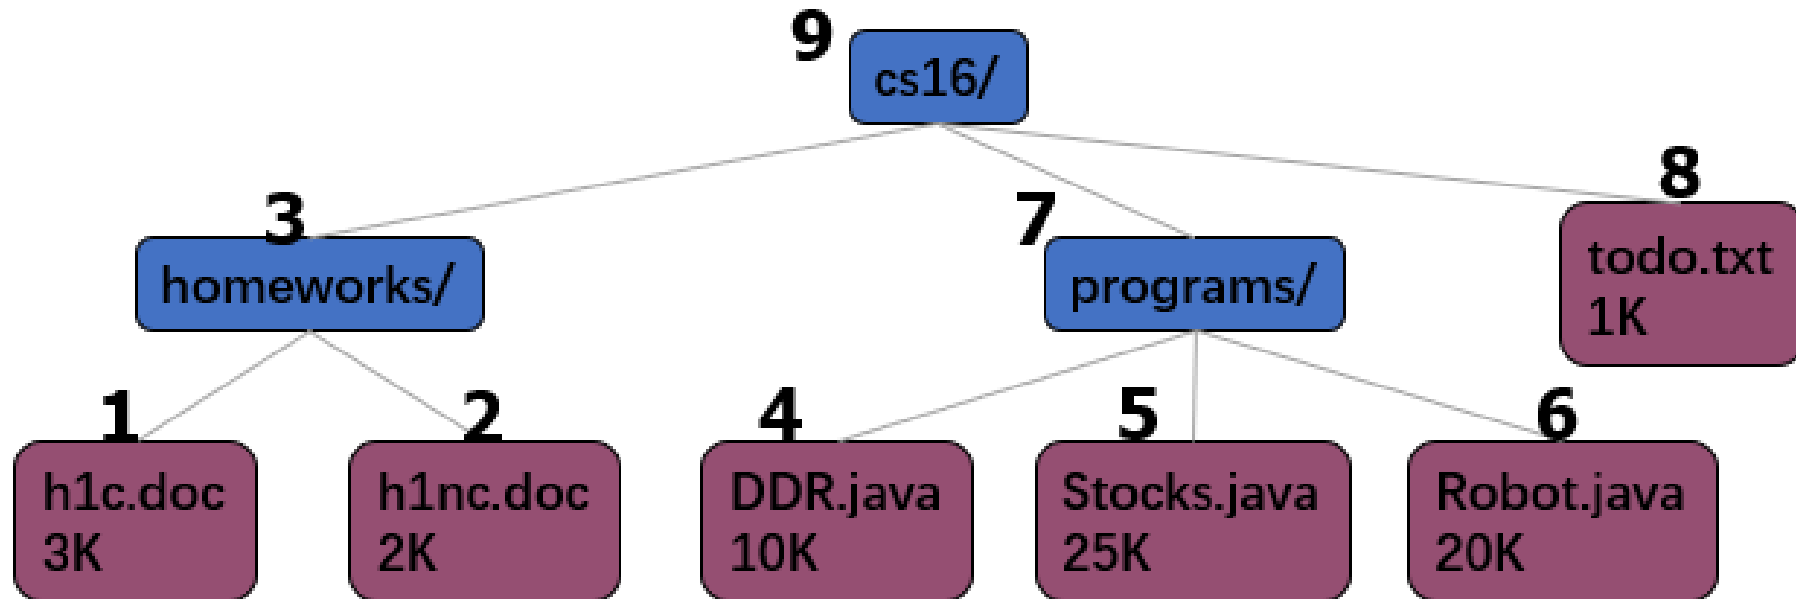 9
cs16/
3
homeworks/
7
programs/
8
todo.txt
1K
1
h1c.doc
3K
2
h1nc.doc
2K
4
DDR.java
10K
5
Stocks.java
25K
6
Robot.java
20K